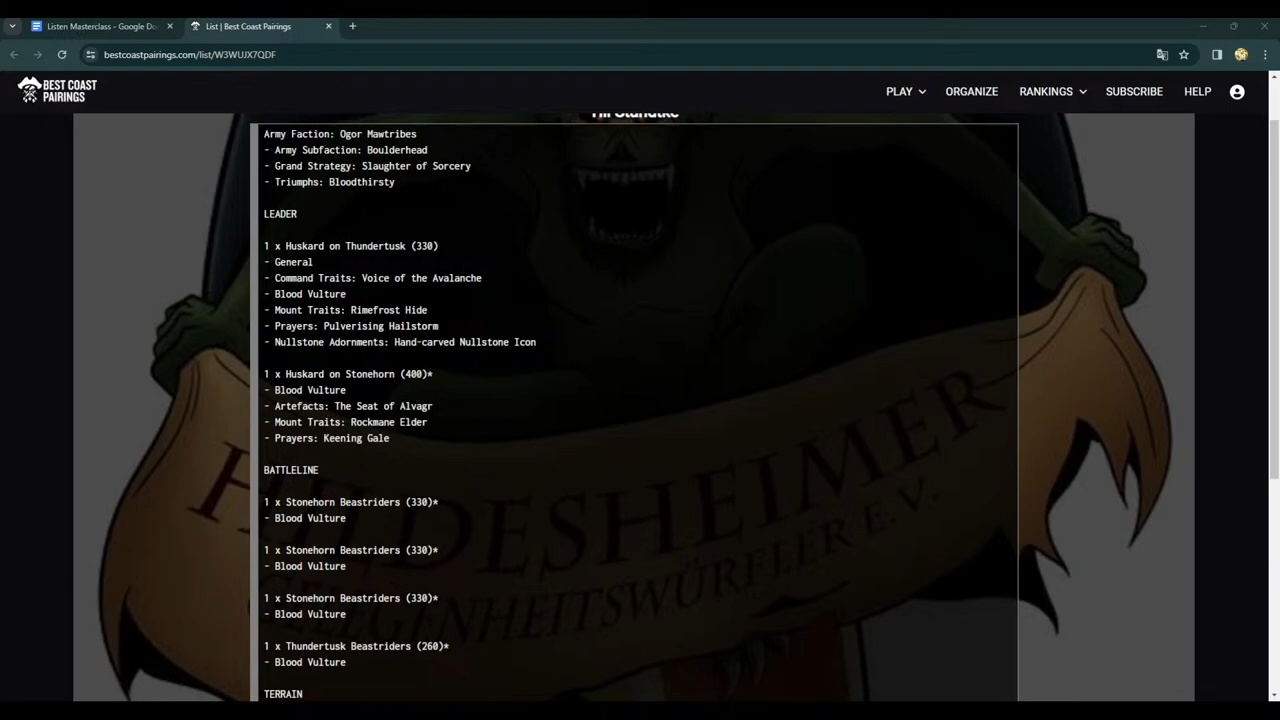 Listen Masterclass - Google Do
List | Best Coast Pairings
bestcoastpairings.com/list/W3WUJX7QDF
BEST COAST
PAIRINGS
PLAY
ORGANIZE
RANKINGS
SUBSCRIBE
HELP
Army Faction: Ogor Mawtribes
- Army Subfaction: Boulderhead
- Grand Strategy: Slaughter of Sorcery
- Triumphs: Bloodthirsty
LEADER
1 x Huskard on Thundertusk (330)
- General
- Command Traits: Voice of the Avalanche
- Blood Vulture
- Mount Traits: Rimefrost Hide
- Prayers: Pulverising Hailstorm
- Nullstone Adornments: Hand-carved Nullstone Icon
1 x Huskard on Stonehorn (400)*
- Blood Vulture
- Artefacts: The Seat of Alvagr
- Mount Traits: Rockmane Elder
- Prayers: Keening Gale
BATTLELINE
1 x Stonehorn Beastriders (330)*
- Blood Vulture
1 x Stonehorn Beastriders (330)*
- Blood Vulture
1 x Stonehorn Beastriders (330)*
- Blood Vulture
1 x Thundertusk Beastriders (260)*
- Blood Vulture
TERRAIN
HILDESHEIMER
GELEGENHEITSWÜRFLER E.V.